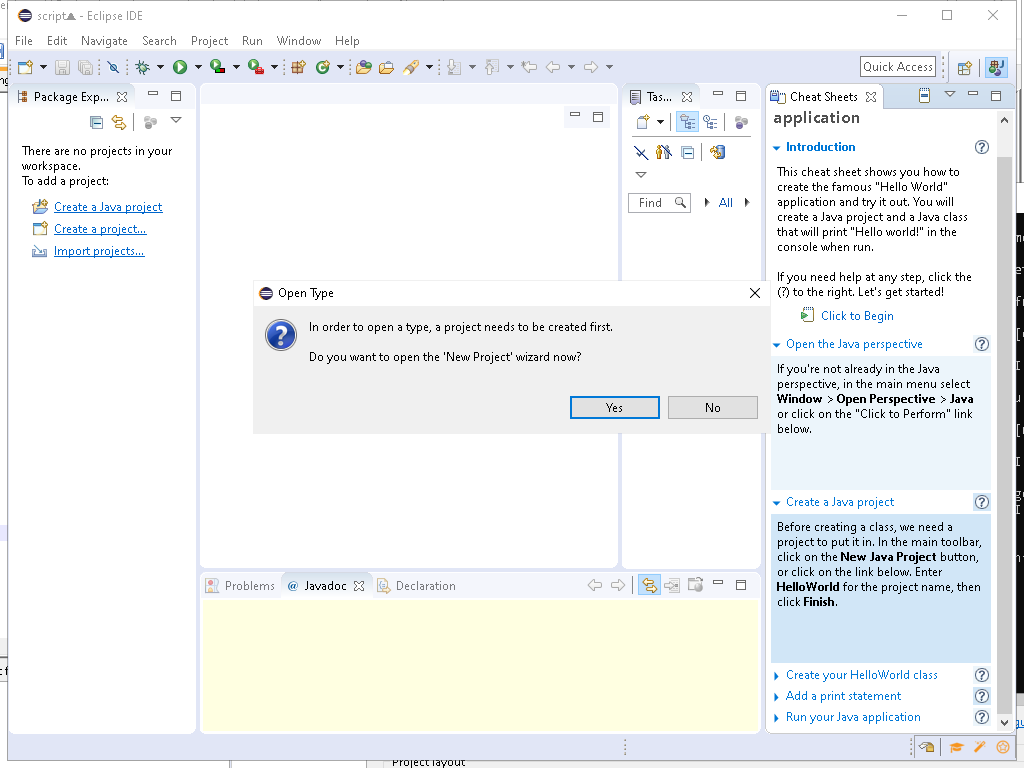 script - Eclipse IDE
File Edit Navigate Search Project Run Window Help
Quick Access
Package Exp...
There are no projects in your
workspace.
To add a project:
Create a Java project
Create a project...
Import projects...
Tas...
Find
All
Open Type
In order to open a type, a project needs to be created first.
Do you want to open the 'New Project' wizard now?
Yes
No
Problems
@ Javadoc
Declaration
Cheat Sheets
application
Introduction
This cheat sheet shows you how to
create the famous "Hello World"
application and try it out. You will
create a Java project and a Java class
that will print "Hello world!" in the
console when run.
If you need help at any step, click the
(?) to the right. Let's get started!
Click to Begin
Open the Java perspective
If you're not already in the Java
perspective, in the main menu select
Window > Open Perspective > Java
or click on the "Click to Perform" link
below.
Create a Java project
Before creating a class, we need a
project to put it in. In the main toolbar,
click on the New Java Project button,
or click on the link below. Enter
HelloWorld for the project name, then
click Finish.
Create your HelloWorld class
Add a print statement
Run your Java application
Project layout